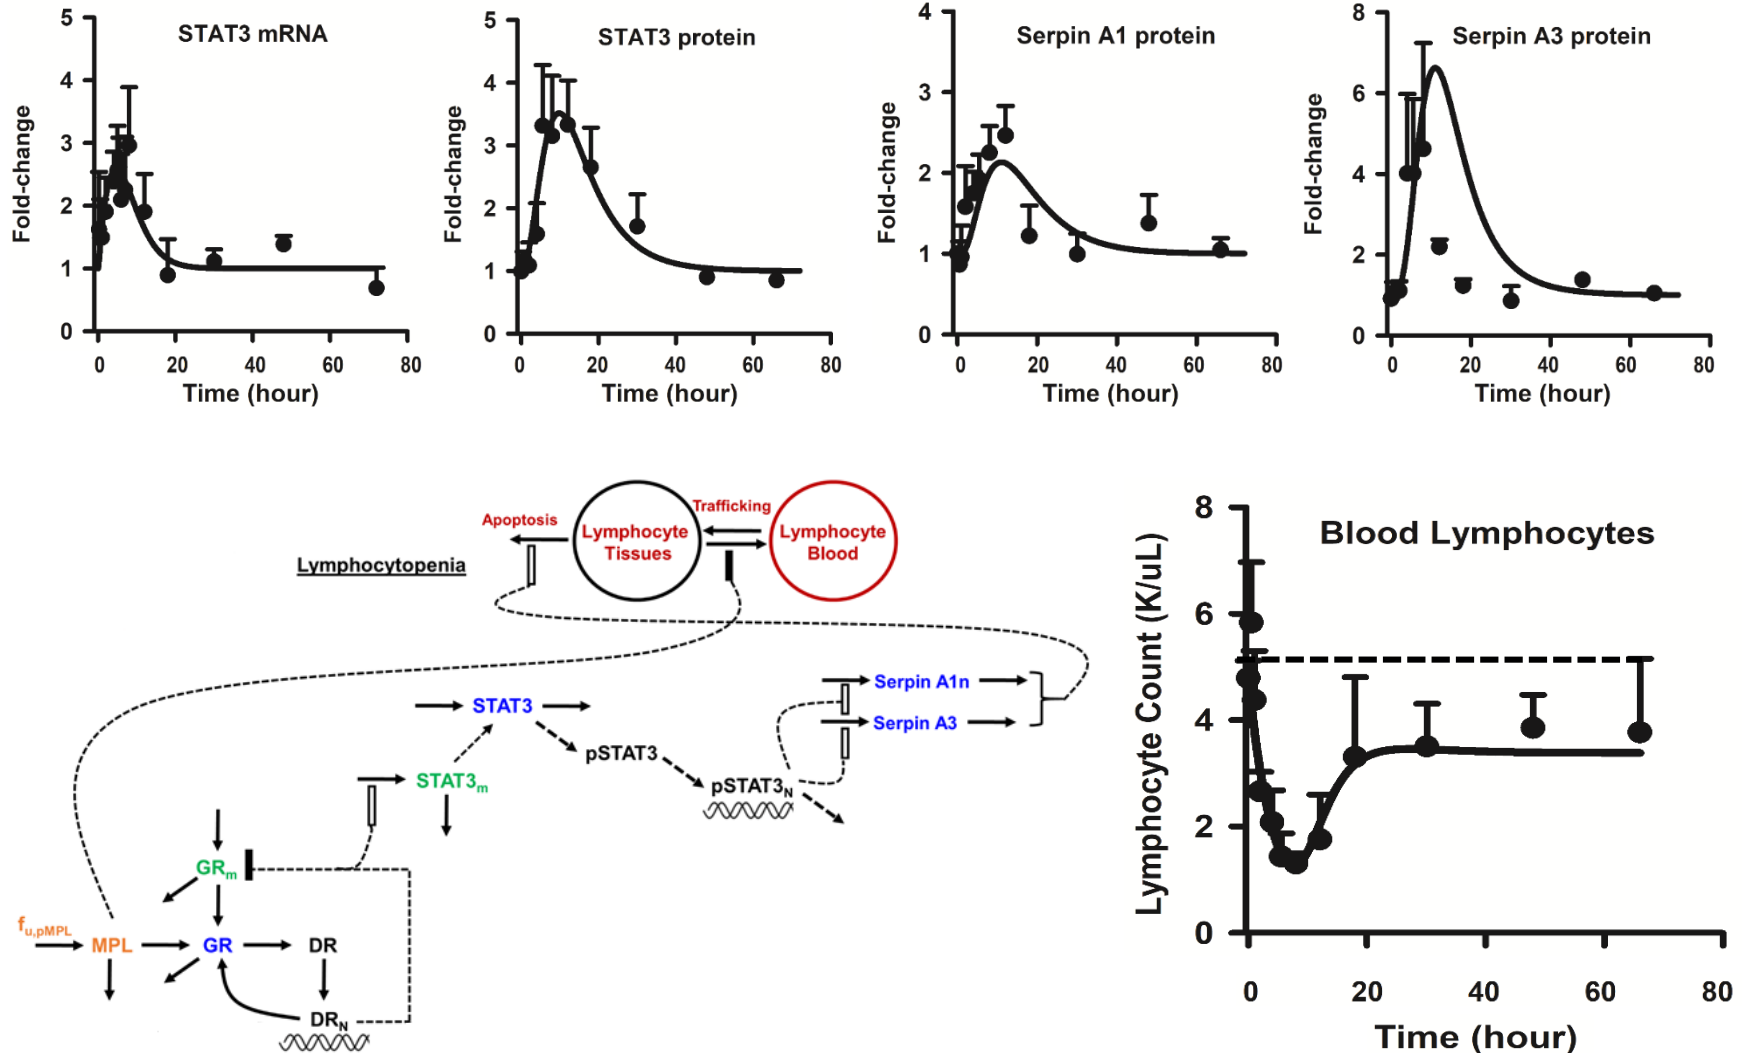 STAT3 mRNA
5
4
3
2
1
0
Fold-change
0
20
40
60
80
Time (hour)
STAT3 protein
5
4
3
2
1
0
Fold-change
0
20
40
60
80
Time (hour)
Serpin A1 protein
4
3
2
1
0
Fold-change
0
20
40
60
80
Time (hour)
Serpin A3 protein
8
6
4
2
0
Fold-change
0
20
40
60
80
Time (hour)
Lymphocytopenia
Apoptosis
Lymphocyte
Tissues
Trafficking
Lymphocyte
Blood
Serpin A1n
Serpin A3
STAT3
pSTAT3
pSTAT3N
STAT3m
GRm
fu,pMPL
MPL
GR
DR
DRN
Blood Lymphocytes
8
6
4
2
0
Lymphocyte Count (K/uL)
0
20
40
60
80
Time (hour)